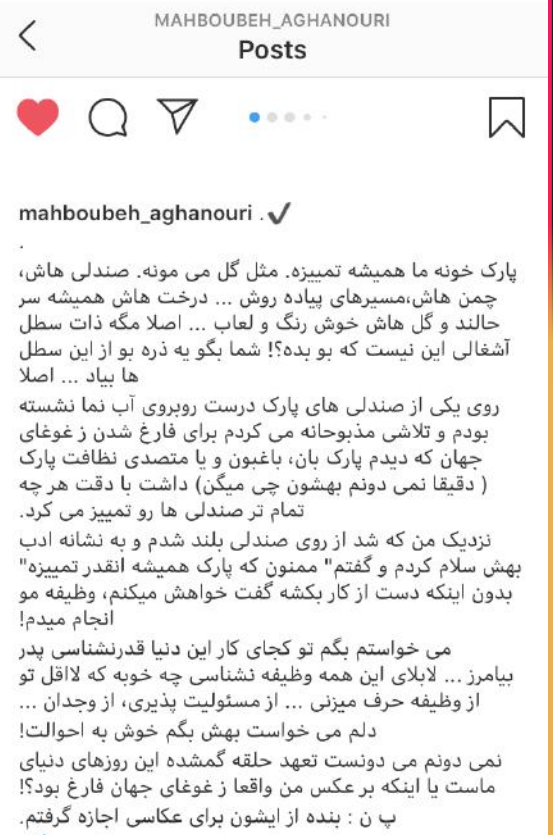 MAHBOUBEH_AGHANOURI
Posts
mahboubeh_aghanouri . ✔
.
پارک خونه ما همیشه تمییزه. مثل گل می مونه. صندلی هاش،
چمن هاش،مسیرهای پیاده روش ... درخت هاش همیشه سر
حالند و گل هاش خوش رنگ و لعاب ... اصلا مگه ذات سطل
آشغالی این نیست که بو بده؟! شما بگو یه ذره بو از این سطل
ها بیاد ... اصلا
روی یکی از صندلی های پارک درست روبروی آب نما نشسته
بودم و تلاشی مذبوحانه می کردم برای فارغ شدن ز غوغای
جهان که دیدم پارک بان، باغبون و یا متصدی نظافت پارک
( دقیقا نمی دونم بهشون چی میگن) داشت با دقت هر چه
تمام تر صندلی ها رو تمییز می کرد.
نزدیک من که شد از روی صندلی بلند شدم و به نشانه ادب
بهش سلام کردم و گفتم" ممنون که پارک همیشه انقدر تمییزه"
بدون اینکه دست از کار بکشه گفت خواهش میکنم، وظیفه مو
انجام میدم!
می خواستم بگم تو کجای کار این دنیا قدرنشناسی پدر
بیامرز ... لابلای این همه وظیفه نشناسی چه خوبه که لااقل تو
از وظیفه حرف میزنی ... از مسئولیت پذیری، از وجدان ...
دلم می خواست بهش بگم خوش به احوالت!
نمی دونم می دونست تعهد حلقه گمشده این روزهای دنیای
ماست یا اینکه بر عکس من واقعا ز غوغای جهان فارغ بود؟!
پ ن : بنده از ایشون برای عکاسی اجازه گرفتم.